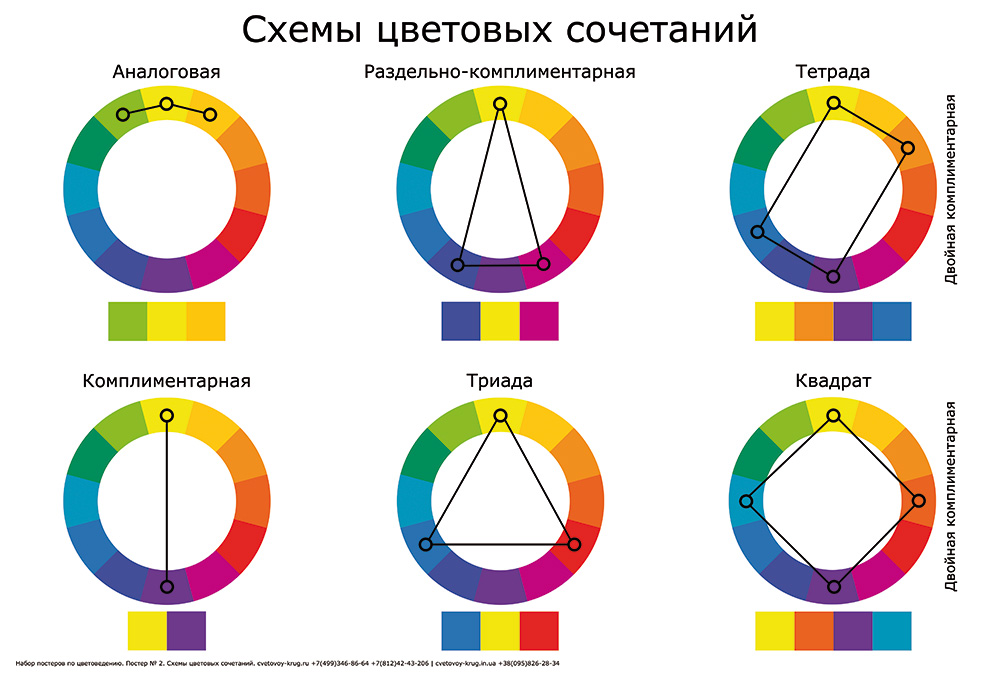 Схемы цветовых сочетаний
Аналоговая
Раздельно-комплиментарная
Тетрада
Двойная комплиментарная
Комплиментарная
Триада
Квадрат
Двойная комплиментарная
Набор постеров по цветоведению. Постер № 2. Схемы цветовых сочетаний. cvetovoy-krug.ru +7(499)346-86-64 +7(812)42-43-206 | cvetovoy-krug.in.ua +38(095)826-28-34